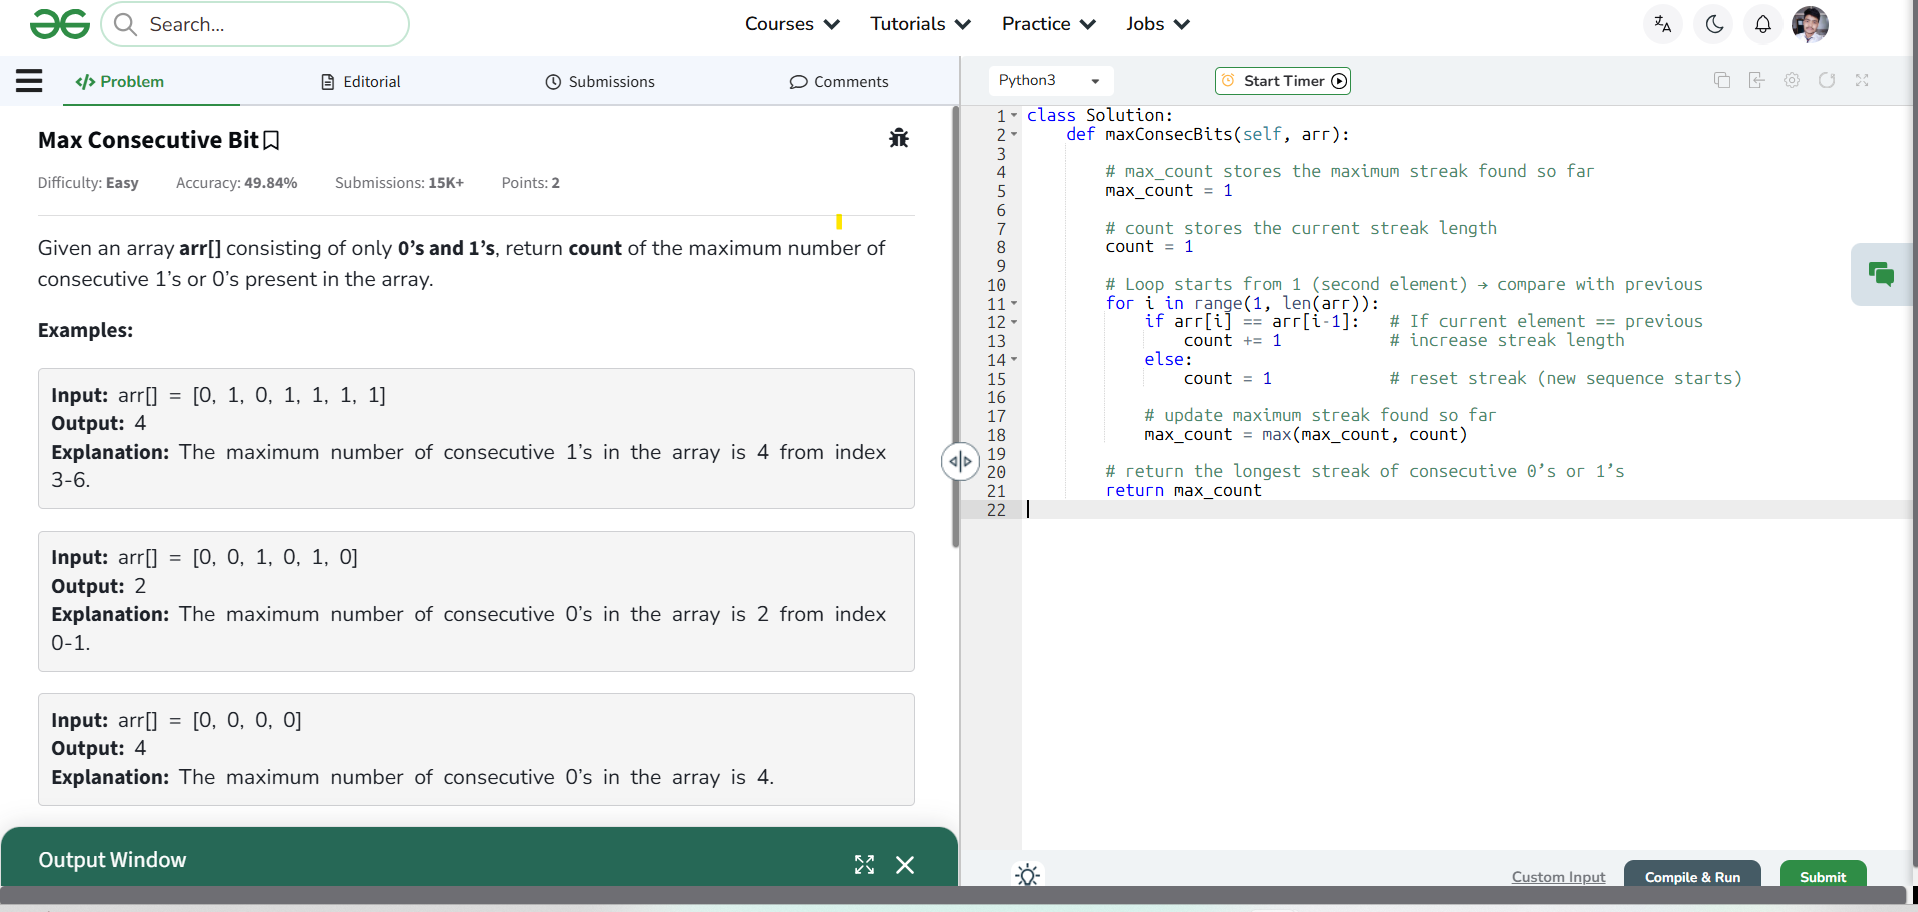 Search...
Courses
Tutorials
Practice
Jobs
Problem
Editorial
Submissions
Comments
Max Consecutive Bit
Difficulty: Easy Accuracy: 49.84% Submissions: 15K+ Points: 2
Given an array arr[] consisting of only 0’s and 1’s, return count of the maximum number of
consecutive 1’s or 0’s present in the array.
Examples:
Input: arr[] = [0, 1, 0, 1, 1, 1, 1]
Output: 4
Explanation: The maximum number of consecutive 1’s in the array is 4 from index
3-6.
Input: arr[] = [0, 0, 1, 0, 1, 0]
Output: 2
Explanation: The maximum number of consecutive 0’s in the array is 2 from index
0-1.
Input: arr[] = [0, 0, 0, 0]
Output: 4
Explanation: The maximum number of consecutive 0’s in the array is 4.
Output Window
Python3
Start Timer
1 class Solution:
2     def maxConsecBits(self, arr):
3
4         # max_count stores the maximum streak found so far
5         max_count = 1
6
7         # count stores the current streak length
8         count = 1
9
10         # Loop starts from 1 (second element) → compare with previous
11         for i in range(1, len(arr)):
12             if arr[i] == arr[i-1]:   # If current element == previous
13                 count += 1           # increase streak length
14             else:
15                 count = 1            # reset streak (new sequence starts)
16
17             # update maximum streak found so far
18             max_count = max(max_count, count)
19
20         # return the longest streak of consecutive 0’s or 1’s
21         return max_count
22
Custom Input
Compile & Run
Submit